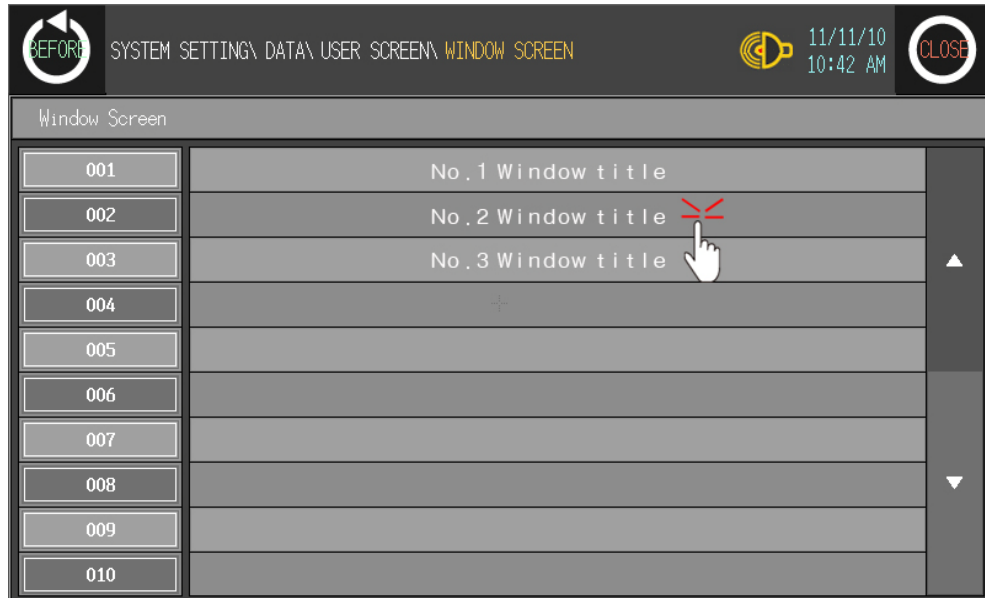 BEFORE
SYSTEM SETTING\ DATA\ USER SCREEN\ WINDOW SCREEN
11/11/10
10:42 AM
CLOSE
Window Screen
001 No.1 Window title
002 No.2 Window title
003 No.3 Window title
004
005
006
007
008
009
010